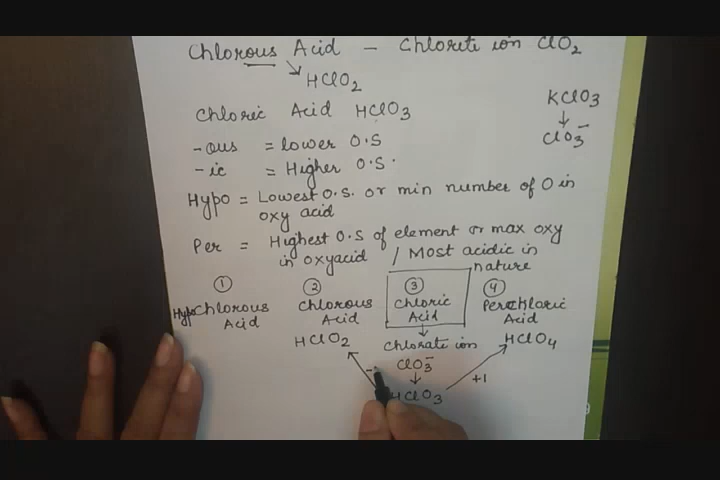 Chlorous Acid – Chlorite ion ClO2
HClO2
Chloric Acid HClO3
KClO3
ClO3–
-ous = lower O.S
-ic = Higher O.S.
Hypo = Lowest O.S. or min number of O in
oxy acid
Per = Highest O.S of element or max oxy
in oxyacid / Most acidic in
nature
1 2 3 4
HypoChlorous Chlorous Chloric PerChloric
Acid Acid Acid Acid
HClO2 Chlorate ion HClO4
ClO3–
+1
HClO3